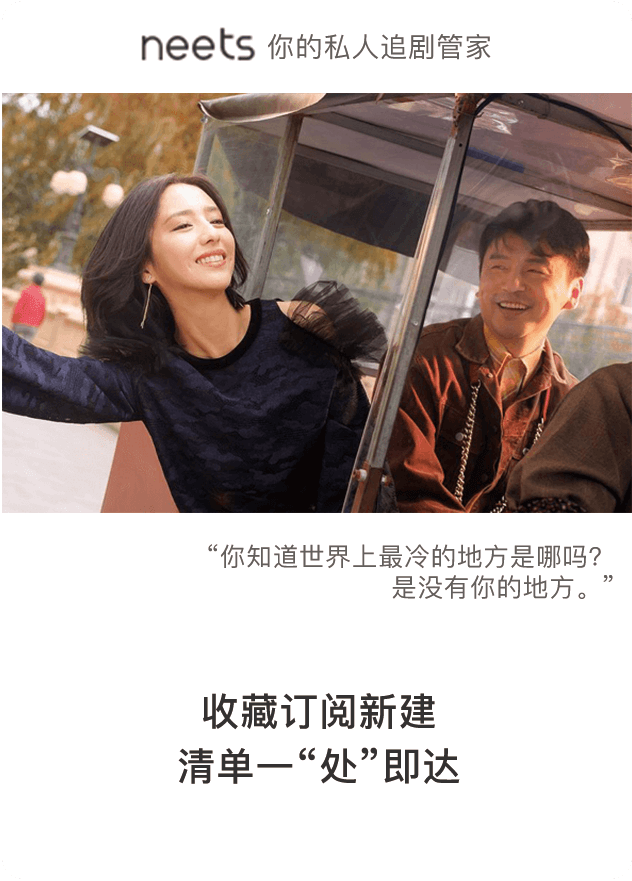 neets 你的私人追剧管家
“你知道世界上最冷的地方是哪吗?
是没有你的地方。”
收藏订阅新建
清单一“处”即达